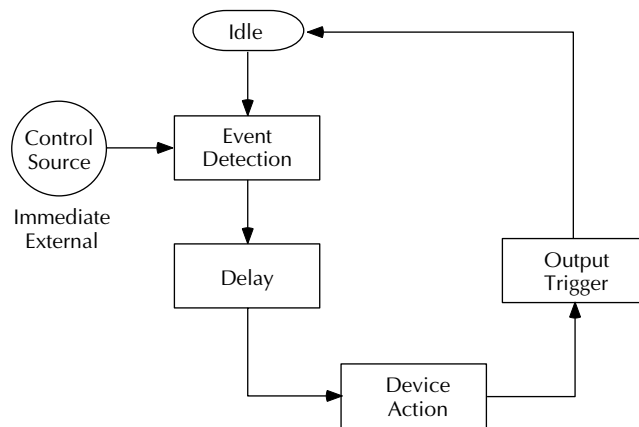 Idle
Control
Source
Immediate
External
Event
Detection
Delay
Output
Trigger
Device
Action